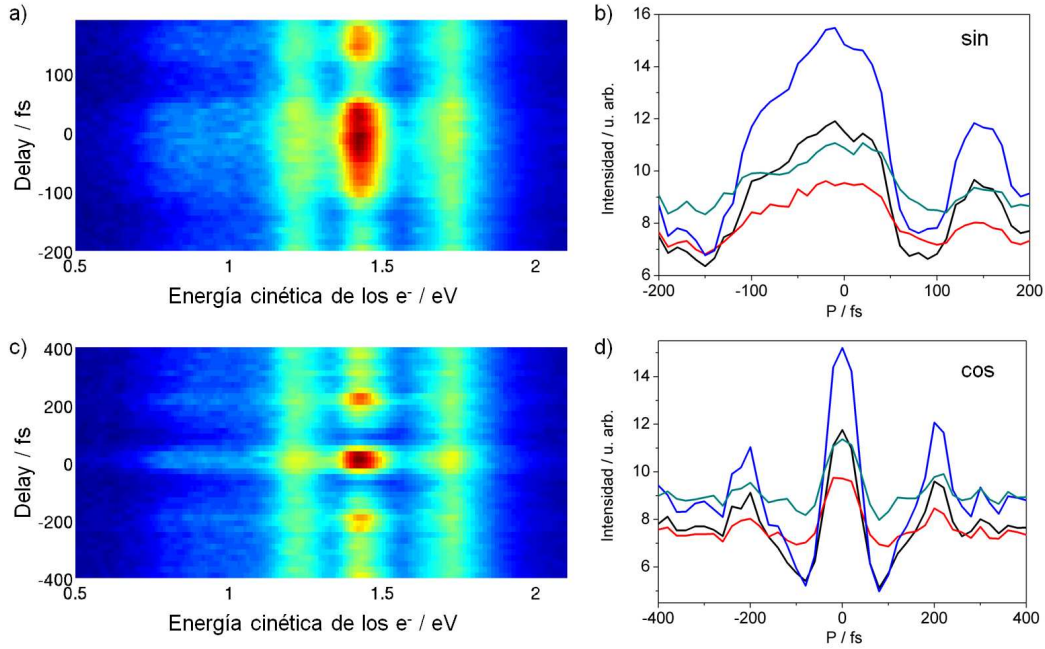 a)
Delay / fs
100
0
-100
-200
0.5
1
1.5
2
Energía cinética de los e⁻ / eV
b)
sin
Intensidad / u. arb.
16
14
12
10
8
6
-200
-100
0
100
200
P / fs
c)
Delay / fs
400
200
0
-200
-400
0.5
1
1.5
2
Energía cinética de los e⁻ / eV
d)
cos
Intensidad / u. arb.
14
12
10
8
6
-400
-200
0
200
400
P / fs